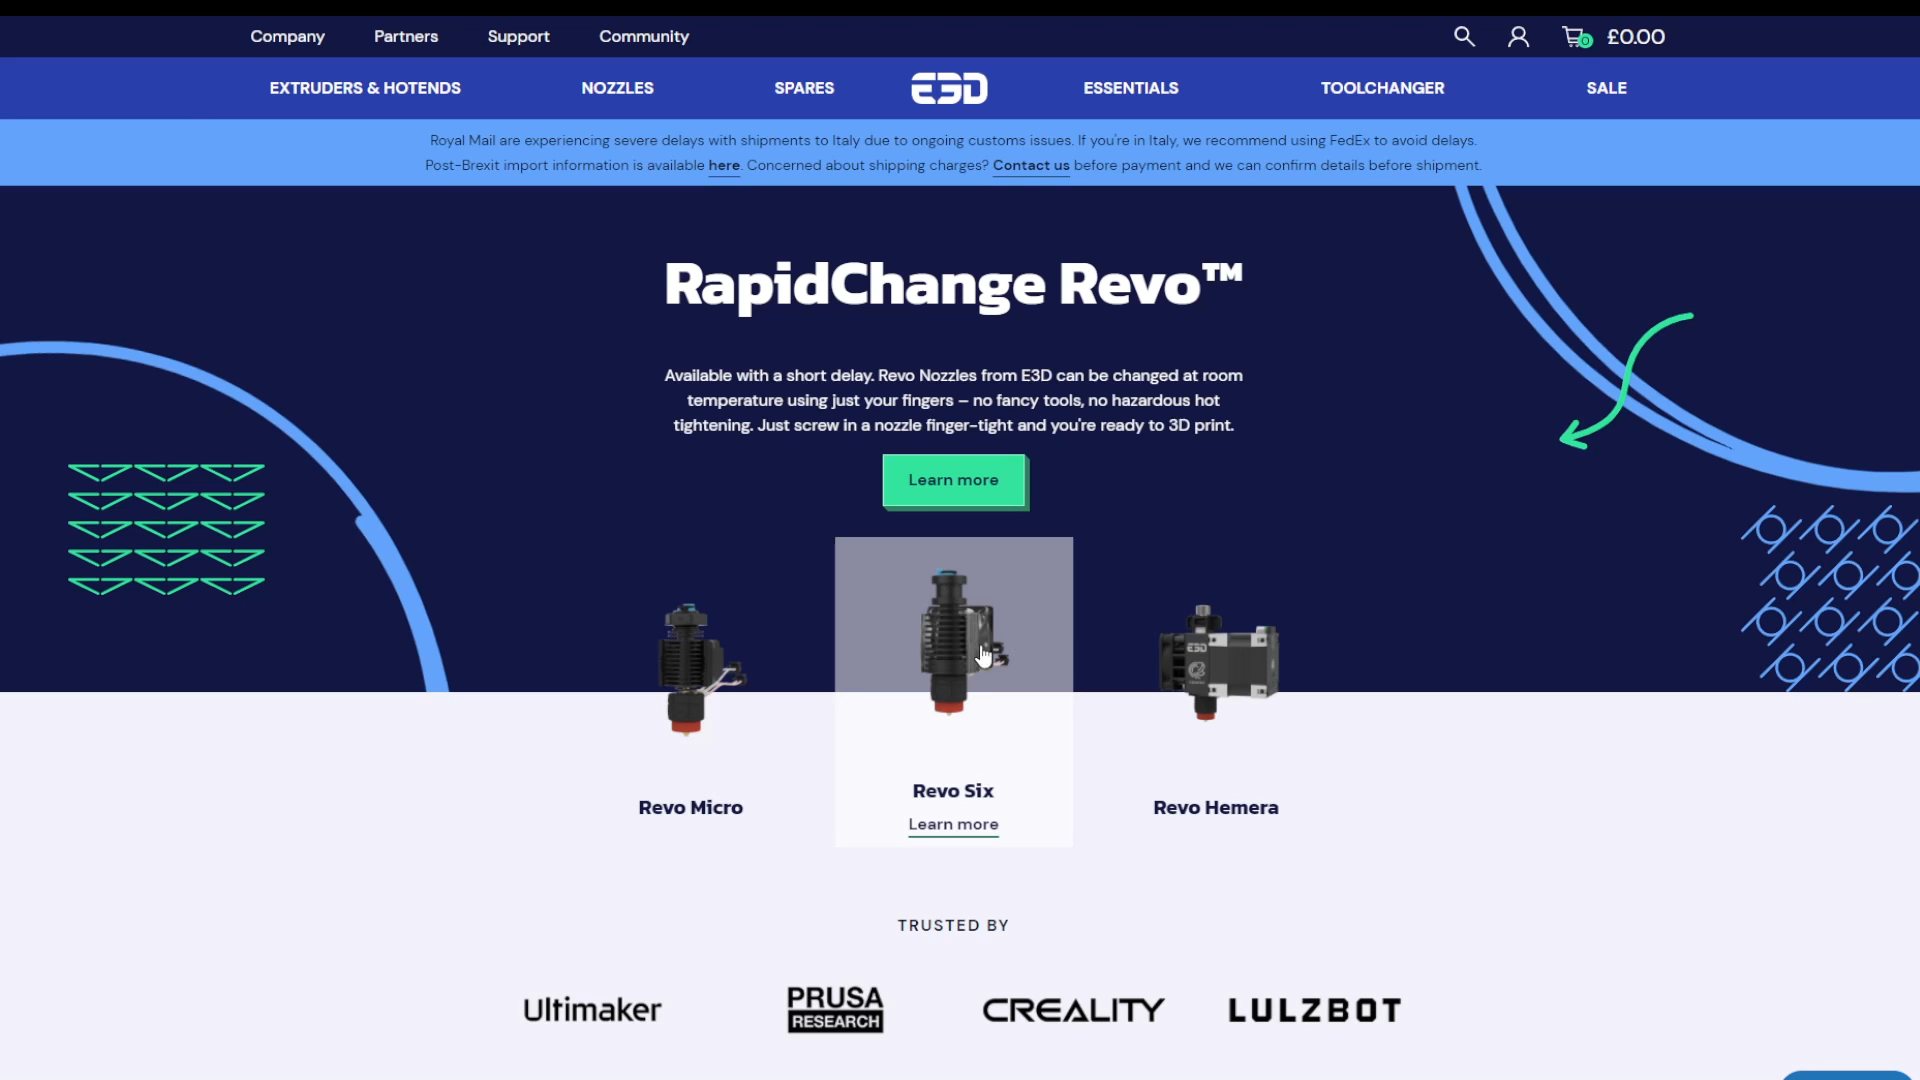 Company Partners Support Community 0 £0.00
EXTRUDERS & HOTENDS NOZZLES SPARES E3D ESSENTIALS TOOLCHANGER SALE
Royal Mail are experiencing severe delays with shipments to Italy due to ongoing customs issues. If you're in Italy, we recommend using FedEx to avoid delays.
Post-Brexit import information is available here. Concerned about shipping charges? Contact us before payment and we can confirm details before shipment.
RapidChange Revo™
Available with a short delay. Revo Nozzles from E3D can be changed at room
temperature using just your fingers – no fancy tools, no hazardous hot
tightening. Just screw in a nozzle finger-tight and you're ready to 3D print.
Learn more
E3D
Revo Micro
Revo Six
Revo Hemera
Learn more
TRUSTED BY
Ultimaker
PRUSA
RESEARCH
CREALITY
LULZBOT